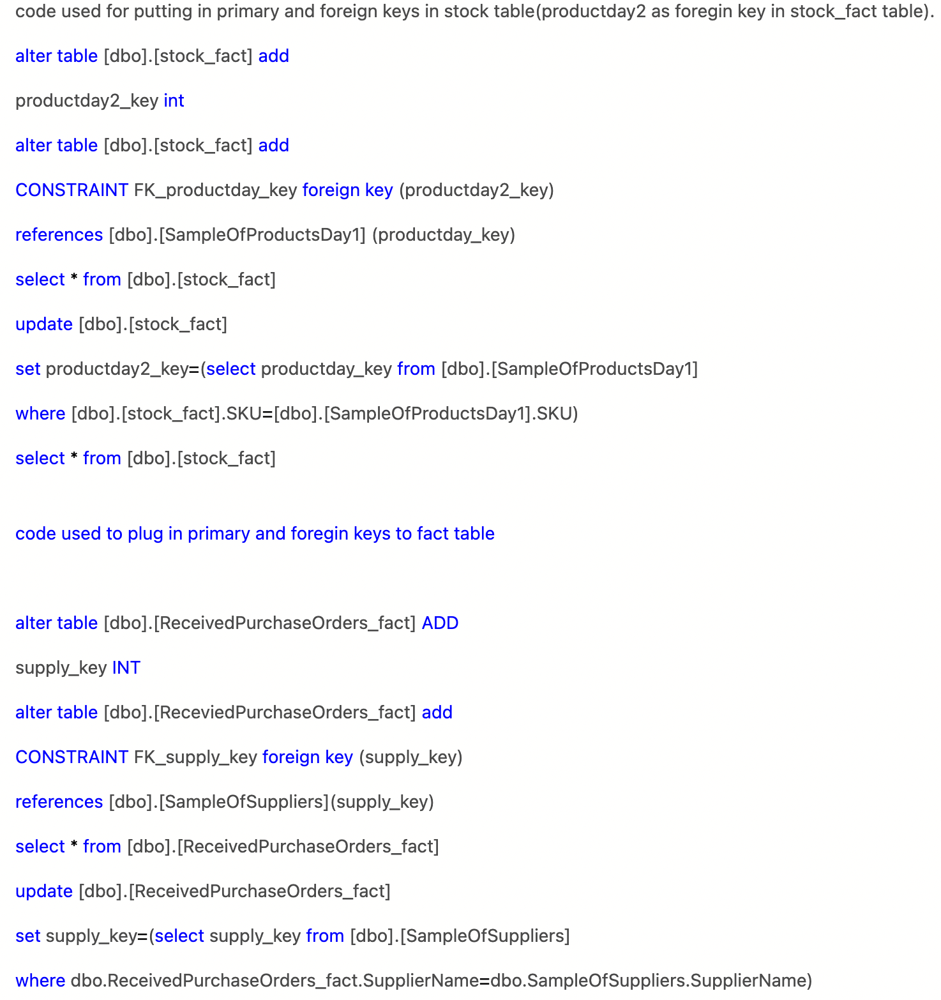 code used for putting in primary and foreign keys in stock table(productday2 as foregin key in stock_fact table).
alter table [dbo].[stock_fact] add
productday2_key int
alter table [dbo].[stock_fact] add
CONSTRAINT FK_productday_key foreign key (productday2_key)
references [dbo].[SampleOfProductsDay1] (productday_key)
select * from [dbo].[stock_fact]
update [dbo].[stock_fact]
set productday2_key=(select productday_key from [dbo].[SampleOfProductsDay1]
where [dbo].[stock_fact].SKU=[dbo].[SampleOfProductsDay1].SKU)
select * from [dbo].[stock_fact]
code used to plug in primary and foregin keys to fact table
alter table [dbo].[ReceivedPurchaseOrders_fact] ADD
supply_key INT
alter table [dbo].[ReceviedPurchaseOrders_fact] add
CONSTRAINT FK_supply_key foreign key (supply_key)
references [dbo].[SampleOfSuppliers](supply_key)
select * from [dbo].[ReceivedPurchaseOrders_fact]
update [dbo].[ReceivedPurchaseOrders_fact]
set supply_key=(select supply_key from [dbo].[SampleOfSuppliers]
where dbo.ReceivedPurchaseOrders_fact.SupplierName=dbo.SampleOfSuppliers.SupplierName)